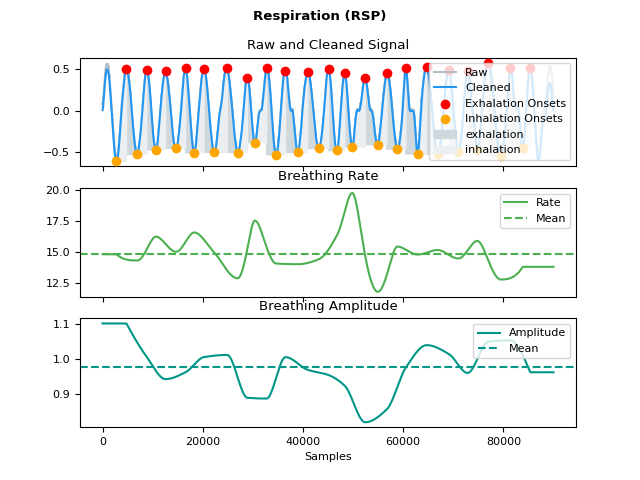 Respiration (RSP)
Raw and Cleaned Signal
0.5
0.0
−0.5
Raw
Cleaned
Exhalation Onsets
Inhalation Onsets
exhalation
inhalation
Breathing Rate
20.0
17.5
15.0
12.5
Rate
Mean
Breathing Amplitude
1.1
1.0
0.9
Amplitude
Mean
0 20000 40000 60000 80000
Samples